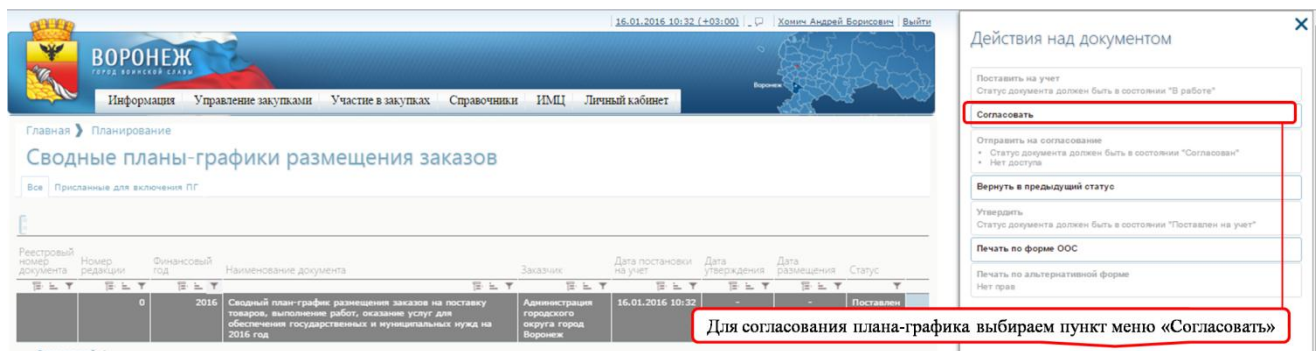 16.01.2016 10:32 (+03:00) Хомич Андрей Борисович Выйти
ВОРОНЕЖ
ГОРОД ВОИНСКОЙ СЛАВЫ
Воронеж
Информация Управление закупками Участие в закупках Справочники ИМЦ Личный кабинет
Главная Планирование
Сводные планы-графики размещения заказов
Все Присланные для включения ПГ
Реестровый номер документа
Номер редакции
Финансовый год
Наименование документа
Заказчик
Дата постановки на учет
Дата утверждения
Дата размещения
Статус
0
2016
Сводный план-график размещения заказов на поставку
товаров, выполнение работ, оказание услуг для
обеспечения государственных и муниципальных нужд на
2016 год
Администрация
городского
округа город
Воронеж
16.01.2016 10:32
-
-
Поставлен
Действия над документом
Поставить на учет
Статус документа должен быть в состоянии "В работе"
Согласовать
Отправить на согласование
• Статус документа должен быть в состоянии "Согласован"
• Нет доступа
Вернуть в предыдущий статус
Утвердить
Статус документа должен быть в состоянии "Поставлен на учет"
Печать по форме ООС
Печать по альтернативной форме
Нет прав
Для согласования плана-графика выбираем пункт меню «Согласовать»